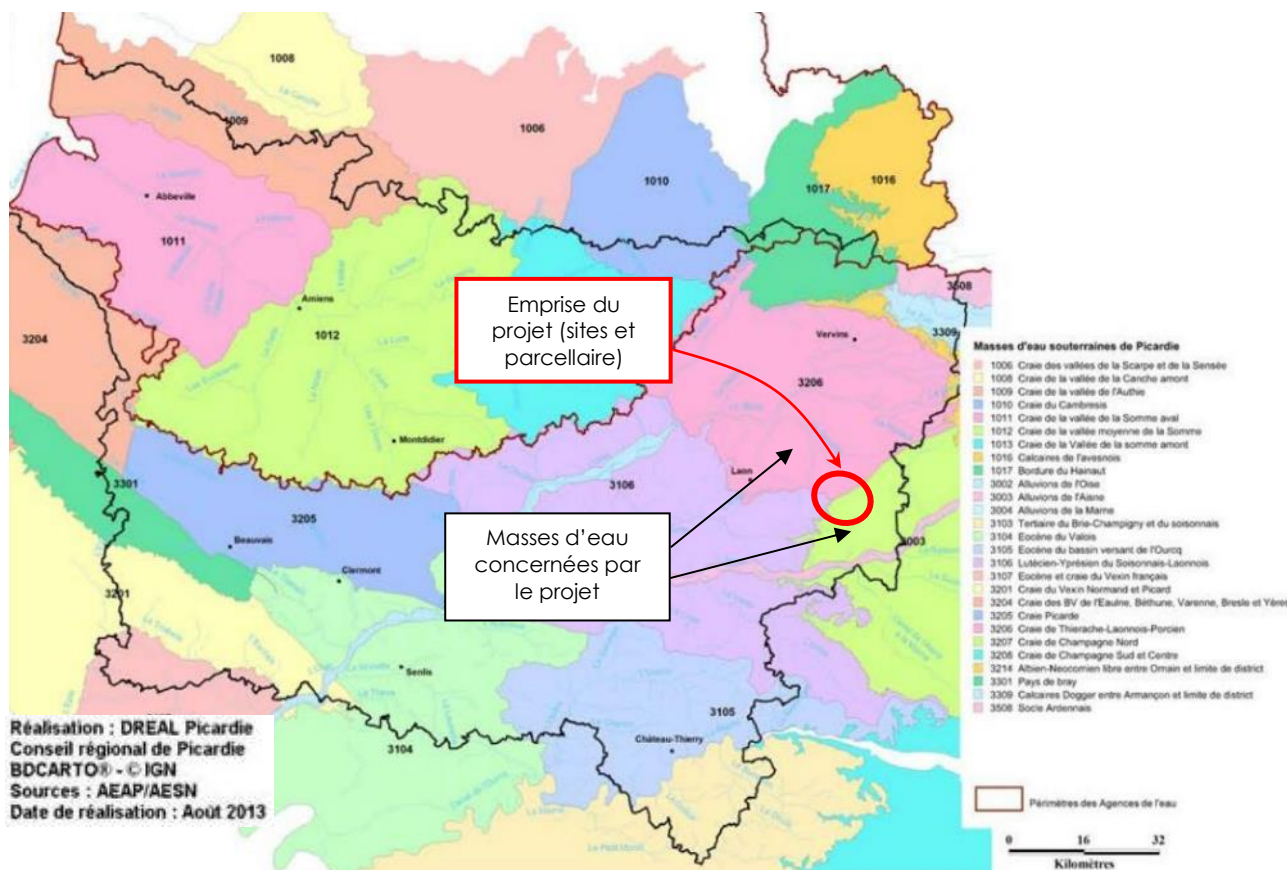 1008
La Canche
1009
1006
1010
1017
1016
Abbeville
1011
3508
3309
Amiens
Emprise du
projet (sites et
parcellaire)
1012
3204
Vervins
3206
Montdidier
Laon
3301
3106
3205
Beauvais
Masses d'eau
concernées par
le projet
3003
Clermont
3201
Senlis
3105
Château-Thierry
3104
Le Petit Morin
Masses d'eau souterraines de Picardie
1006 Craie des vallées de la Scarpe et de la Sensée
1008 Craie de la vallée de la Canche amont
1009 Craie de la vallée de l'Authie
1010 Craie du Cambresis
1011 Craie de la vallée de la Somme aval
1012 Craie de la vallée moyenne de la Somme
1013 Craie de la Vallée de la somme amont
1016 Calcaires de l'avesnois
1017 Bordure du Hainaut
3002 Alluvions de l'Oise
3003 Alluvions de l'Aisne
3004 Alluvions de la Marne
3103 Tertiaire du Brie-Champigny et du soisonnais
3104 Eocène du Valois
3105 Eocène du bassin versant de l'Ourcq
3106 Lutécien-Yprésien du Soisonnais-Laonnois
3107 Eocène et craie du Vexin français
3201 Craie du Vexin Normand et Picard
3204 Craie des BV de l'Eaulne, Béthune, Varenne, Bresle et Yères
3205 Craie Picarde
3206 Craie de Thierache-Laonnois-Porcien
3207 Craie de Champagne Nord
3208 Craie de Champagne Sud et Centre
3214 Albien-Neocomien libre entre Ornain et limite de district
3301 Pays de bray
3309 Calcaires Dogger entre Armançon et limite de district
3508 Socle Ardennais
Périmètres des Agences de l'eau
0 16 32
Kilomètres
Réalisation : DREAL Picardie
Conseil régional de Picardie
BDCARTO® - © IGN
Sources : AEAP/AESN
Date de réalisation : Août 2013